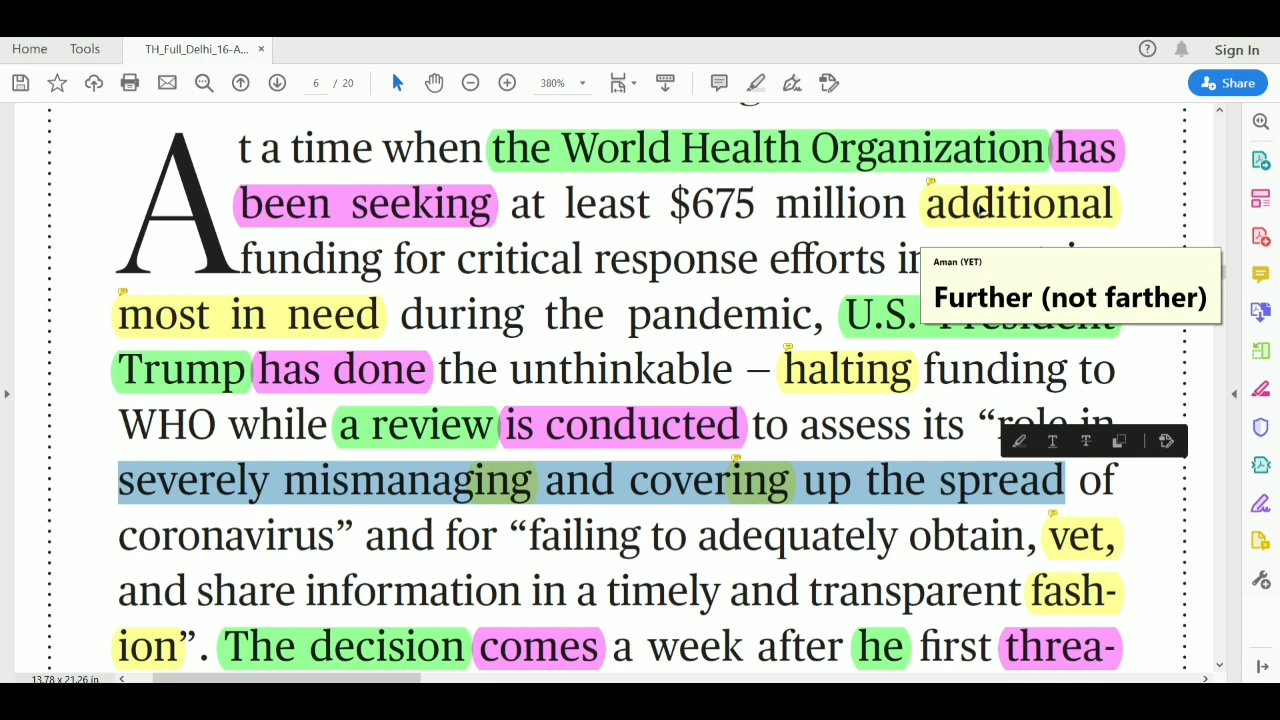 Home Tools TH_Full_Delhi_16-A... × Sign In
6 / 20 380% Share
At a time when the World Health Organization has
been seeking at least $675 million additional
funding for critical response efforts in
Aman (YET)
Further (not farther)
most in need during the pandemic, U.S. President
Trump has done the unthinkable – halting funding to
WHO while a review is conducted to assess its “role in
severely mismanaging and covering up the spread of
coronavirus” and for “failing to adequately obtain, vet,
and share information in a timely and transparent fash-
ion”. The decision comes a week after he first threa-
13.78 x 21.26 in